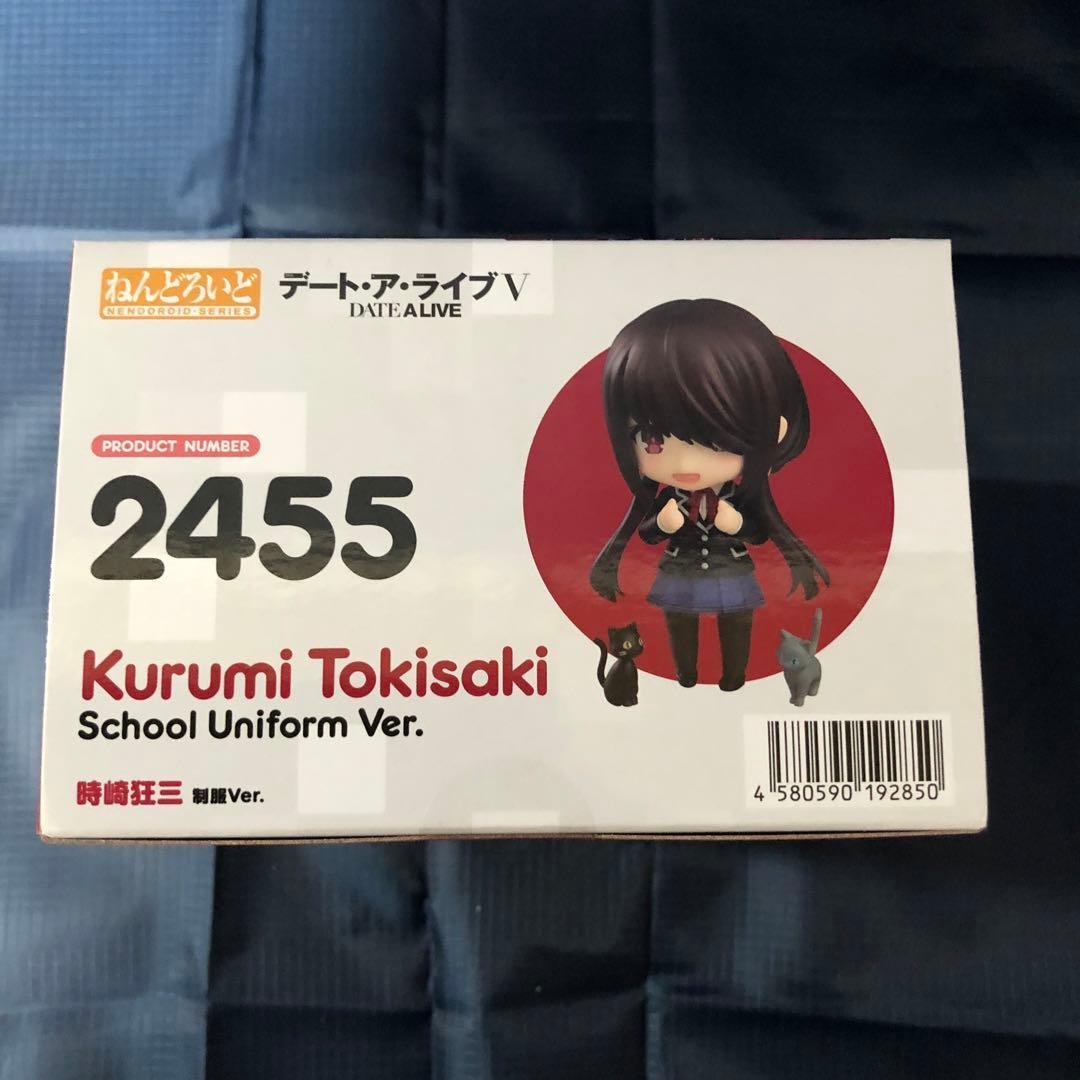 ねんどろいど
NENDOROID·SERIES
デート・ア・ライブV
DATE A LIVE
PRODUCT NUMBER
2455
Kurumi Tokisaki
School Uniform Ver.
時崎狂三 制服Ver.
4 580590 192850